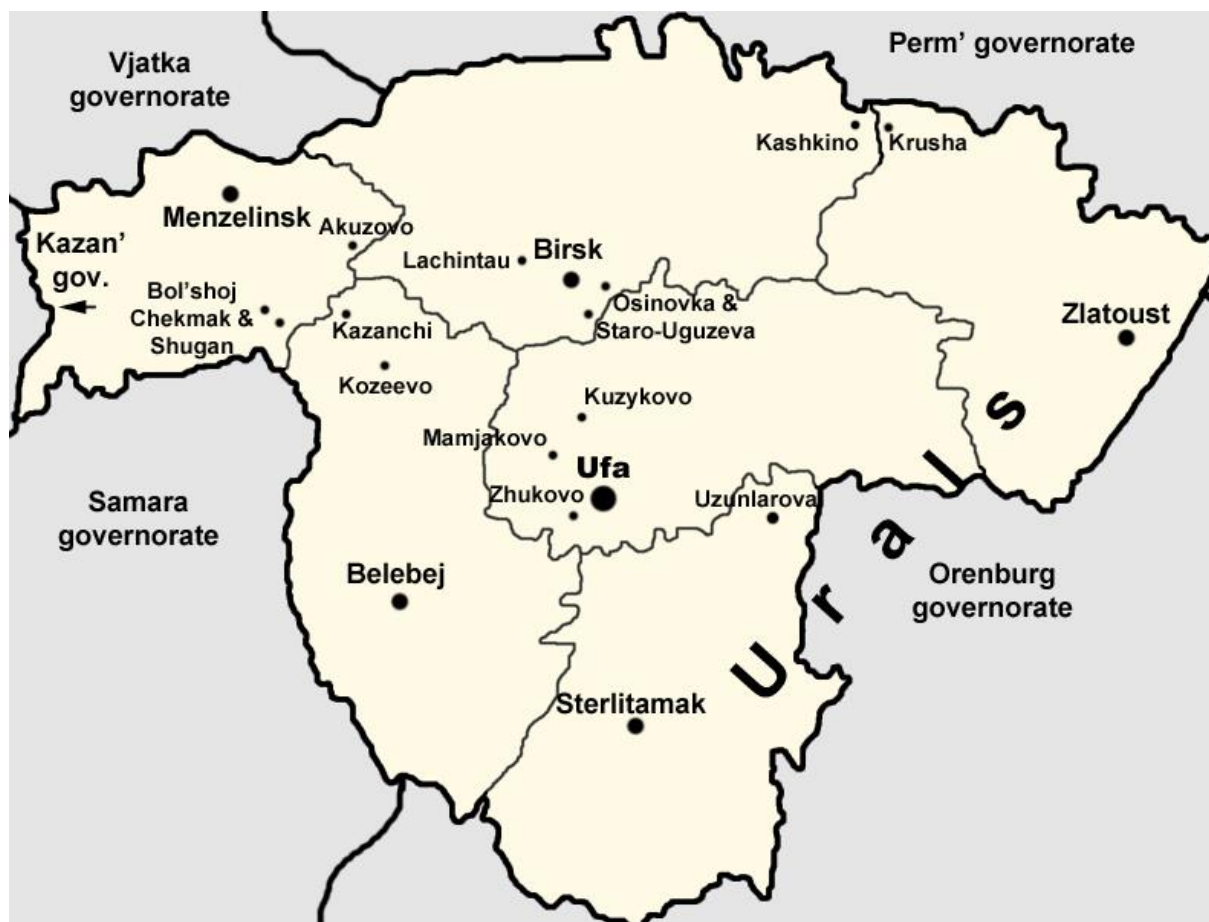 Vjatka
governorate
Perm' governorate
Kashkino
Krusha
Menzelinsk
Akuzovo
Kazan'
gov.
Lachintau
Birsk
Bol'shoj
Chekmak &
Shugan
Kazanchi
Osinovka &
Staro-Uguzeva
Zlatoust
Kozeevo
Kuzykovo
Mamjakovo
Ufa
Zhukovo
Uzunlarova
Samara
governorate
Belebej
Orenburg
governorate
Urals
Sterlitamak